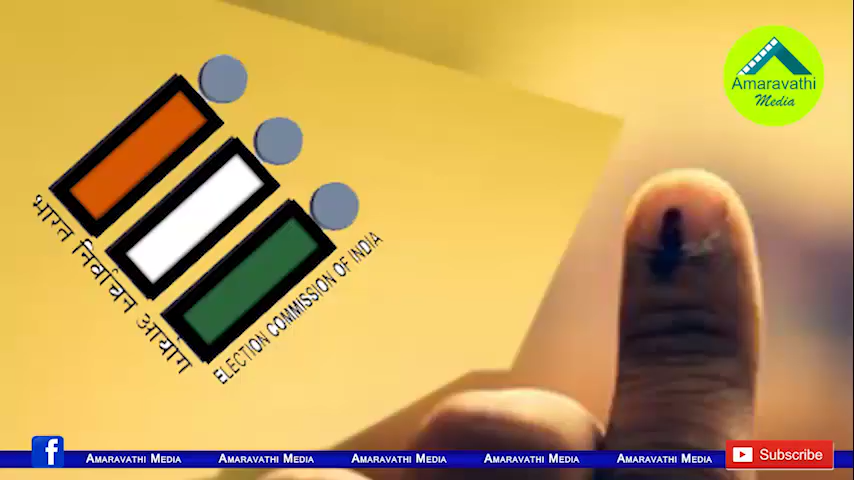 Amaravathi
Media
भारत निर्वाचन आयोग
ELECTION COMMISSION OF INDIA
f
AMARAVATHI MEDIA
AMARAVATHI MEDIA
AMARAVATHI MEDIA
AMARAVATHI MEDIA
AMARAVATHI MEDIA
Subscribe